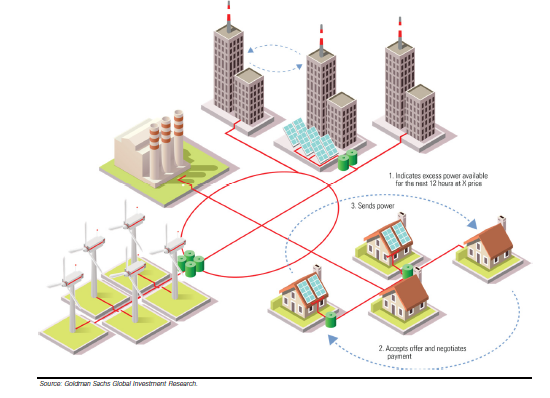 1. Indicates excess power available
for the next 12 hours at X price
3. Sends power
2. Accepts offer and negotiates
payment
Source: Goldman Sachs Global Investment Research.